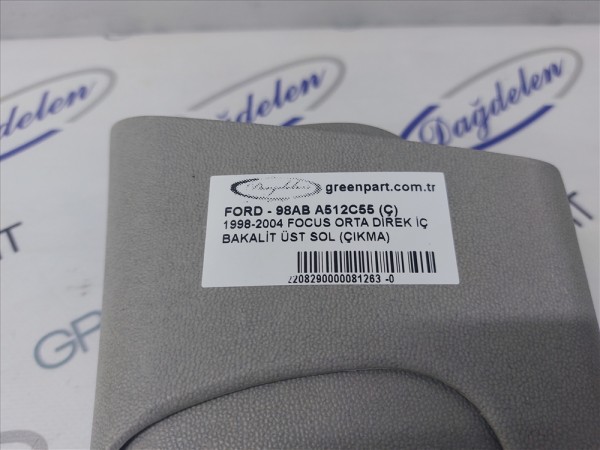 Dağdelen
Dağdelen
Dağdelen
greenpart.com.tr
FORD - 98AB A512C55 (Ç)
1998-2004 FOCUS ORTA DİREK İÇ
BAKALİT ÜST SOL (ÇIKMA)
2208290000081263 -0
GP